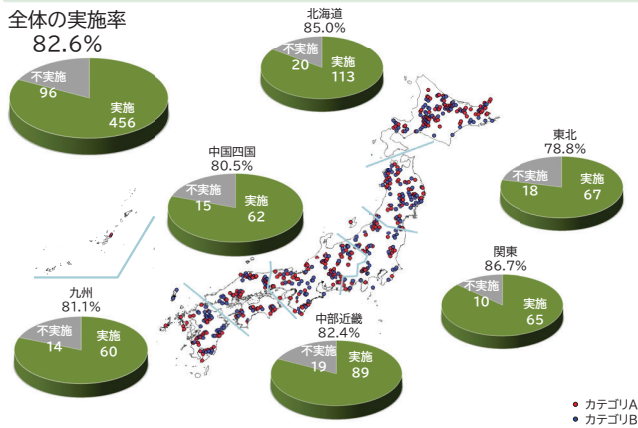 全体の実施率
82.6%
不実施
96
実施
456
北海道
85.0%
不実施
20
実施
113
中国四国
80.5%
不実施
15
実施
62
東北
78.8%
不実施
18
実施
67
関東
86.7%
不実施
10
実施
65
九州
81.1%
不実施
14
実施
60
中部近畿
82.4%
不実施
19
実施
89
カテゴリA
カテゴリB